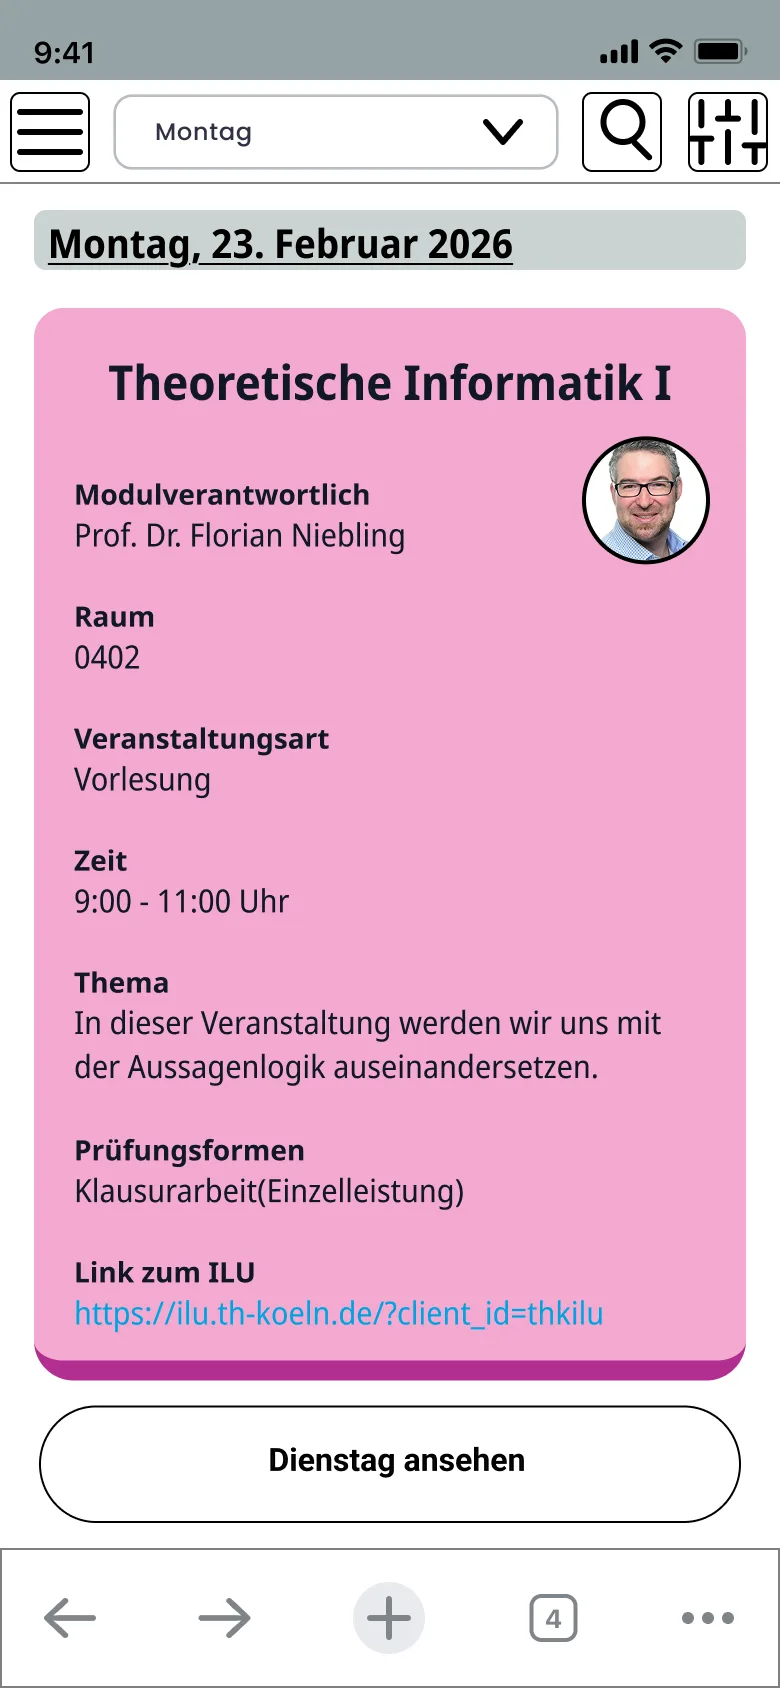 9:41
Montag
Montag, 23. Februar 2026
Theoretische Informatik I
Modulverantwortlich
Prof. Dr. Florian Niebling
Raum
0402
Veranstaltungsart
Vorlesung
Zeit
9:00 - 11:00 Uhr
Thema
In dieser Veranstaltung werden wir uns mit
der Aussagenlogik auseinandersetzen.
Prüfungsformen
Klausurarbeit(Einzelleistung)
Link zum ILU
https://ilu.th-koeln.de/?client_id=thkilu
Dienstag ansehen
4